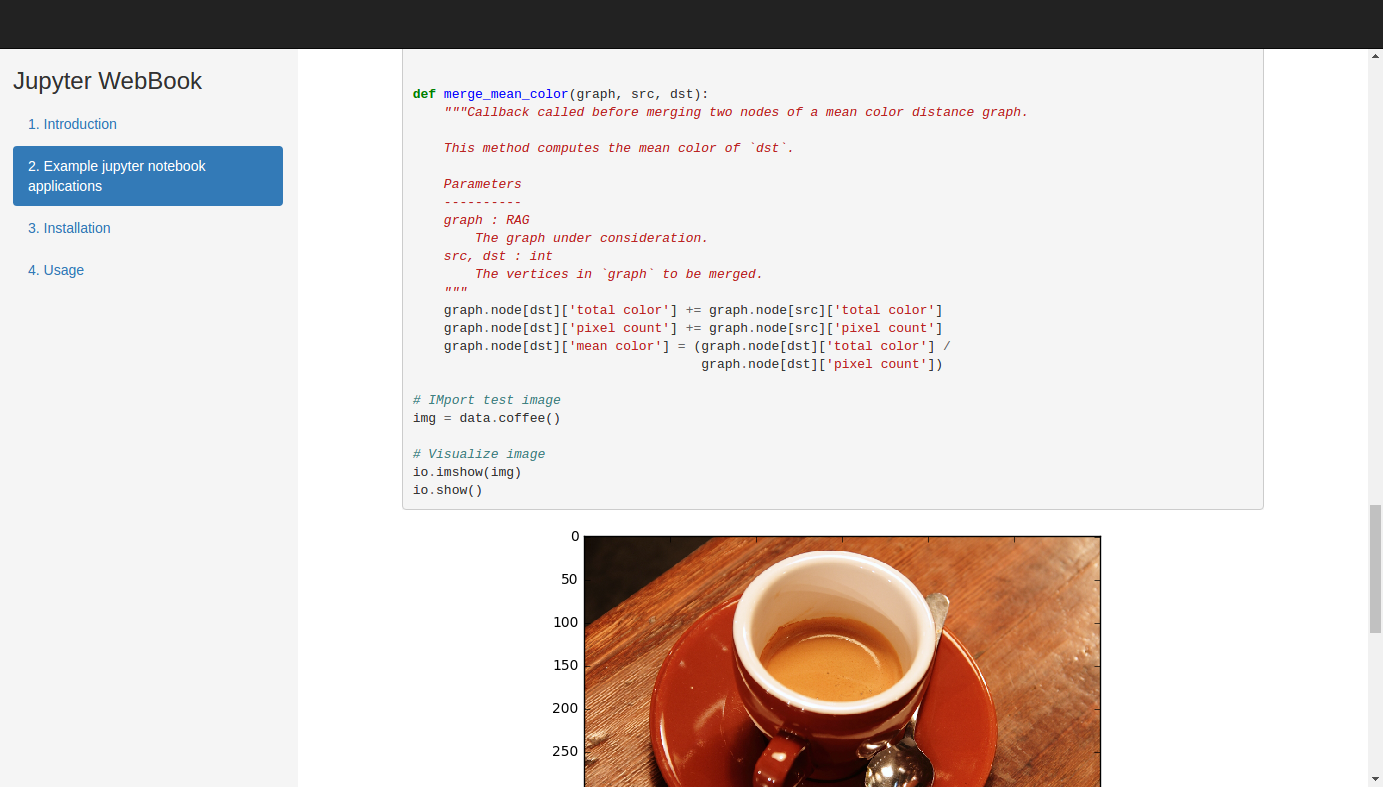 Jupyter WebBook
1. Introduction
2. Example jupyter notebook
applications
3. Installation
4. Usage
def merge_mean_color(graph, src, dst):
    """Callback called before merging two nodes of a mean color distance graph.
    This method computes the mean color of `dst`.
    Parameters
    ----------
    graph : RAG
        The graph under consideration.
    src, dst : int
        The vertices in `graph` to be merged.
    """
    graph.node[dst]['total color'] += graph.node[src]['total color']
    graph.node[dst]['pixel count'] += graph.node[src]['pixel count']
    graph.node[dst]['mean color'] = (graph.node[dst]['total color'] /
                                     graph.node[dst]['pixel count'])
# IMport test image
img = data.coffee()
# Visualize image
io.imshow(img)
io.show()
0
50
100
150
200
250